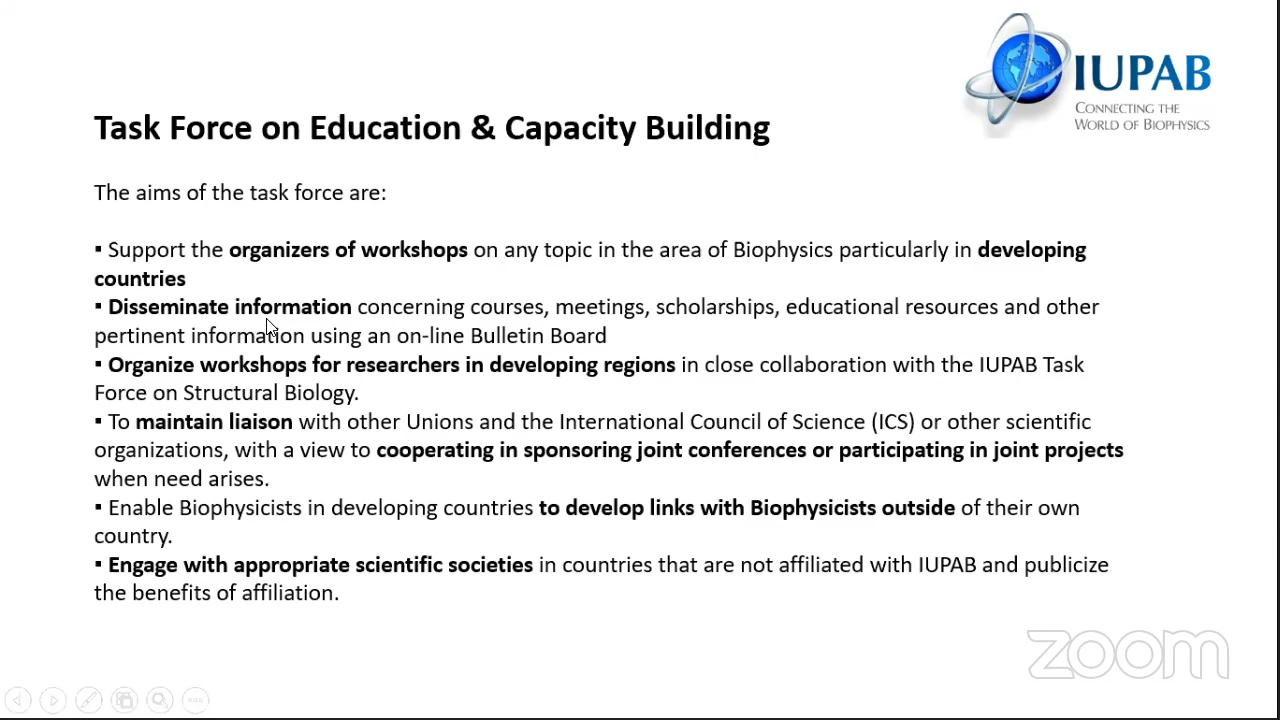 IUPAB
CONNECTING THE
WORLD OF BIOPHYSICS
Task Force on Education & Capacity Building
The aims of the task force are:
▪ Support the organizers of workshops on any topic in the area of Biophysics particularly in developing
countries
▪ Disseminate information concerning courses, meetings, scholarships, educational resources and other
pertinent information using an on-line Bulletin Board
▪ Organize workshops for researchers in developing regions in close collaboration with the IUPAB Task
Force on Structural Biology.
▪ To maintain liaison with other Unions and the International Council of Science (ICS) or other scientific
organizations, with a view to cooperating in sponsoring joint conferences or participating in joint projects
when need arises.
▪ Enable Biophysicists in developing countries to develop links with Biophysicists outside of their own
country.
▪ Engage with appropriate scientific societies in countries that are not affiliated with IUPAB and publicize
the benefits of affiliation.
zoom